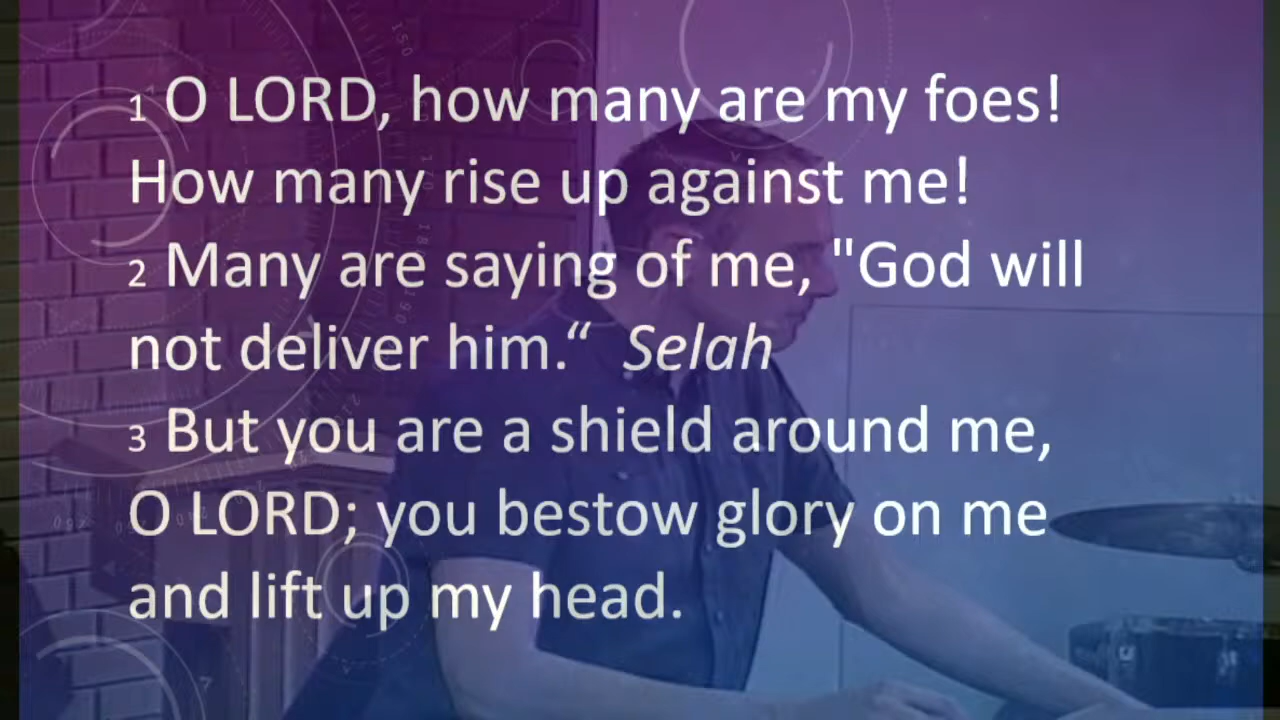 1 O LORD, how many are my foes!
How many rise up against me!
2 Many are saying of me, "God will
not deliver him.“ Selah
3 But you are a shield around me,
O LORD; you bestow glory on me
and lift up my head.